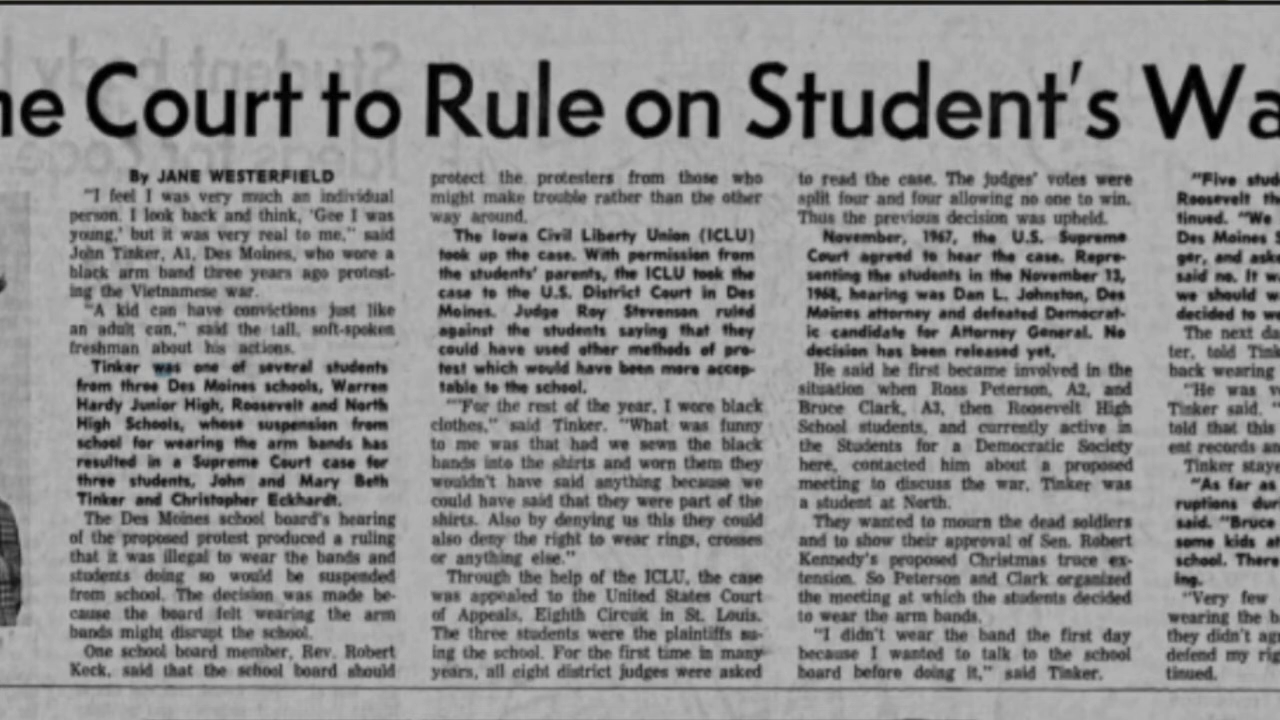 ne Court to Rule on Student's Wa
By JANE WESTERFIELD
"I feel I was very much an individual
person. I look back and think, 'Gee I was
young,' but it was very real to me," said
John Tinker, A1, Des Moines, who wore a
black arm band three years ago protest-
ing the Vietnamese war.
"A kid can have convictions just like
an adult can," said the tall, soft-spoken
freshman about his actions.
Tinker was one of several students
from three Des Moines schools, Warren
Hardy Junior High, Roosevelt and North
High Schools, whose suspension from
school for wearing the arm bands has
resulted in a Supreme Court case for
three students, John and Mary Beth
Tinker and Christopher Eckhardt.
The Des Moines school board's hearing
of the proposed protest produced a ruling
that it was illegal to wear the bands and
students doing so would be suspended
from school. The decision was made be-
cause the board felt wearing the arm
bands might disrupt the school.
One school board member, Rev. Robert
Keck, said that the school board should
protect the protesters from those who
might make trouble rather than the other
way around.
The Iowa Civil Liberty Union (ICLU)
took up the case. With permission from
the students' parents, the ICLU took the
case to the U.S. District Court in Des
Moines. Judge Roy Stevenson ruled
against the students saying that they
could have used other methods of pro-
test which would have been more accep-
table to the school.
"For the rest of the year, I wore black
clothes," said Tinker. "What was funny
to me was that had we sewn the black
bands into the shirts and worn them they
wouldn't have said anything because we
could have said that they were part of the
shirts. Also by denying us this they could
also deny the right to wear rings, crosses
or anything else."
Through the help of the ICLU, the case
was appealed to the United States Court
of Appeals, Eighth Circuit in St. Louis.
The three students were the plaintiffs su-
ing the school. For the first time in many
years, all eight district judges were asked
to read the case. The judges' votes were
split four and four allowing no one to win.
Thus the previous decision was upheld.
November, 1967, the U.S. Supreme
Court agreed to hear the case. Repre-
senting the students in the November 13,
1968, hearing was Dan L. Johnston, Des
Moines attorney and defeated Democrat-
ic candidate for Attorney General. No
decision has been released yet.
He said he first became involved in the
situation when Ross Peterson, A2, and
Bruce Clark, A3, then Roosevelt High
School students, and currently active in
the Students for a Democratic Society
here, contacted him about a proposed
meeting to discuss the war. Tinker was
a student at North.
They wanted to mourn the dead soldiers
and to show their approval of Sen. Robert
Kennedy's proposed Christmas truce ex-
tension. So Peterson and Clark organized
the meeting at which the students decided
to wear the arm bands.
"I didn't wear the band the first day
because I wanted to talk to the school
board before doing it," said Tinker.
"Five stud
Roosevelt th
tinued. "We
Des Moines S
ger, and aske
said no. It w
we should w
decided to we
The next da
ter, told Tink
back wearing
"He was ve
Tinker said. "
told that this
ent records an
Tinker staye
"As far as
ruptions dur
said. "Bruce
some kids at
school. There
ing.
"Very few
wearing the b
they didn't ag
defend my rig
tinued.